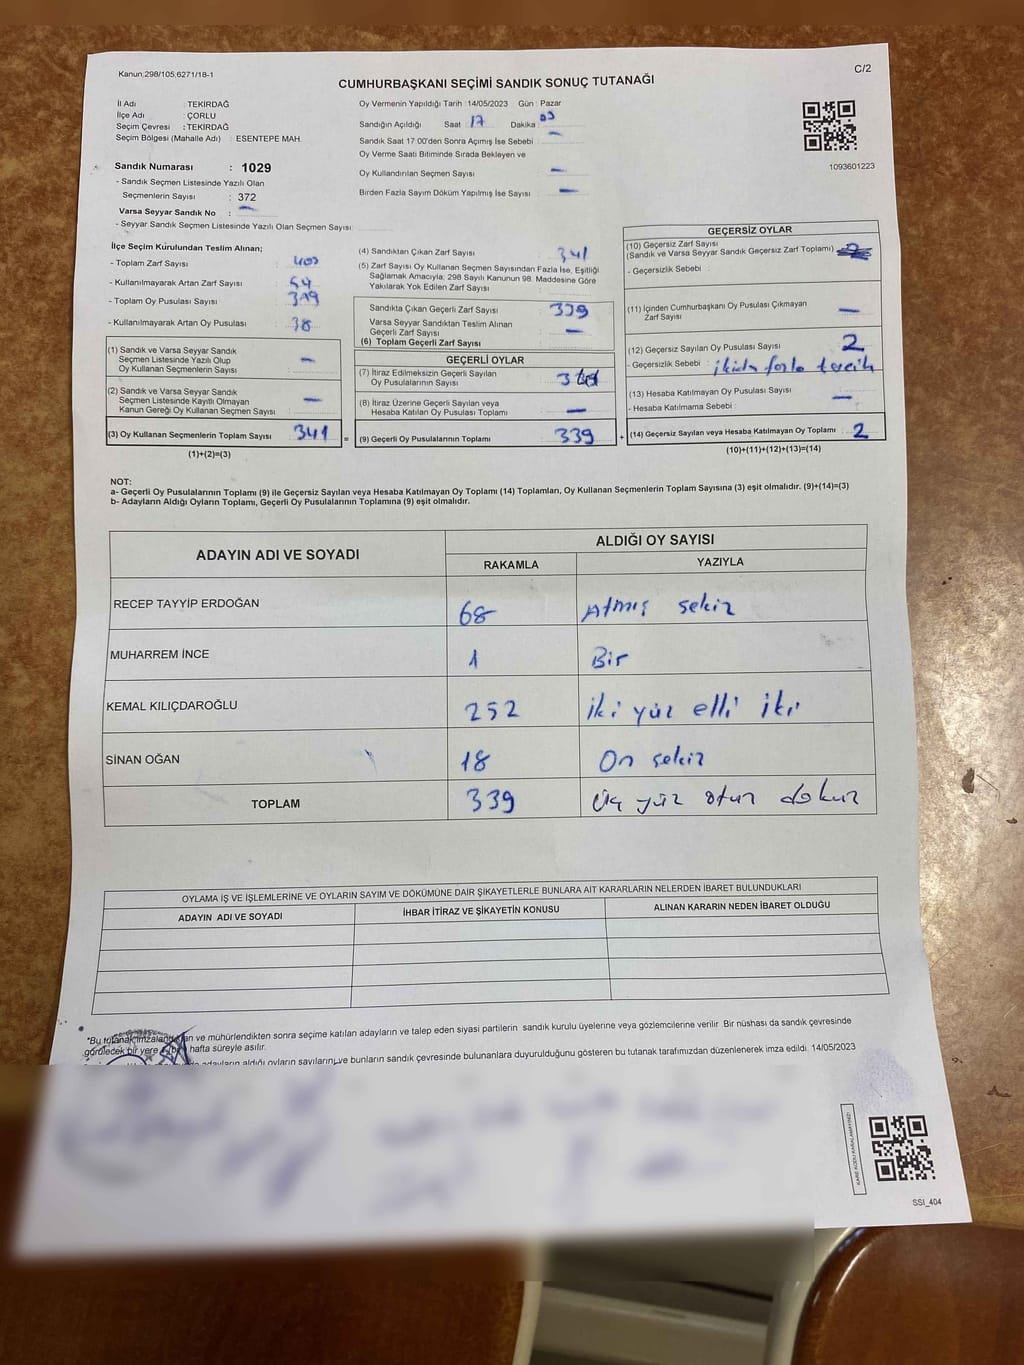 Kanun:298/105,6271/18-1
C/2
CUMHURBAŞKANI SEÇİMİ SANDIK SONUÇ TUTANAĞI
İl Adı : TEKİRDAĞ
İlçe Adı : ÇORLU
Seçim Çevresi : TEKİRDAĞ
Seçim Bölgesi (Mahalle Adı) : ESENTEPE MAH.
Sandık Numarası : 1029
- Sandık Seçmen Listesinde Yazılı Olan
Seçmenlerin Sayısı : 372
Varsa Seyyar Sandık No : —
- Seyyar Sandık Seçmen Listesinde Yazılı Olan Seçmen Sayısı:
Oy Vermenin Yapıldığı Tarih :14/05/2023 Gün : Pazar
Sandığın Açıldığı Saat : 17 Dakika :
Sandık Saat 17:00'den Sonra Açımış İse Sebebi : —
Oy Verme Saati Bitiminde Sırada Bekleyen ve
Oy Kullandırılan Seçmen Sayısı : —
Birden Fazla Sayım Döküm Yapılmış İse Sayısı : —
1093601223
İlçe Seçim Kurulundan Teslim Alınan;
- Toplam Zarf Sayısı :
- Kullanılmayarak Artan Zarf Sayısı :
- Toplam Oy Pusulası Sayısı :
- Kullanılmayarak Artan Oy Pusulası : 38
(1) Sandık ve Varsa Seyyar Sandık
Seçmen Listesinde Yazılı Olup
Oy Kullanan Seçmenlerin Sayısı : —
(2) Sandık ve Varsa Seyyar Sandık
Seçmen Listesinde Kayıtlı Olmayan
Kanun Gereği Oy Kullanan Seçmen Sayısı : —
(3) Oy Kullanan Seçmenlerin Toplam Sayısı : 341 =
(1)+(2)=(3)
(4) Sandıktan Çıkan Zarf Sayısı : 341
(5) Zarf Sayısı Oy Kullanan Seçmen Sayısından Fazla İse, Eşitliği
Sağlamak Amacıyla, 298 Sayılı Kanunun 98. Maddesine Göre
Yakılarak Yok Edilen Zarf Sayısı :
Sandıkta Çıkan Geçerli Zarf Sayısı : 339
Varsa Seyyar Sandıktan Teslim Alınan
Geçerli Zarf Sayısı : —
(6) Toplam Geçerli Zarf Sayısı :
GEÇERLİ OYLAR
(7) İtiraz Edilmeksizin Geçerli Sayılan
Oy Pusulalarının Sayısı :
(8) İtiraz Üzerine Geçerli Sayılan veya
Hesaba Katılan Oy Pusulası Toplamı : —
(9) Geçerli Oy Pusulalarının Toplamı : 339 +
GEÇERSİZ OYLAR
(10) Geçersiz Zarf Sayısı
(Sandık ve Varsa Seyyar Sandık Geçersiz Zarf Toplamı) :
- Geçersizlik Sebebi :
(11) İçinden Cumhurbaşkanı Oy Pusulası Çıkmayan
Zarf Sayısı : —
(12) Geçersiz Sayılan Oy Pusulası Sayısı : 2
- Geçersizlik Sebebi : fazla tercih
(13) Hesaba Katılmayan Oy Pusulası Sayısı : —
- Hesaba Katılmama Sebebi :
(14) Geçersiz Sayılan veya Hesaba Katılmayan Oy Toplamı : 2
(10)+(11)+(12)+(13)=(14)
NOT:
a- Geçerli Oy Pusulalarının Toplamı (9) ile Geçersiz Sayılan veya Hesaba Katılmayan Oy Toplamı (14) Toplamları, Oy Kullanan Seçmenlerin Toplam Sayısına (3) eşit olmalıdır. (9)+(14)=(3)
b- Adayların Aldığı Oyların Toplamı, Geçerli Oy Pusulalarının Toplamına (9) eşit olmalıdır.
ADAYIN ADI VE SOYADI ALDIĞI OY SAYISI
RAKAMLA YAZIYLA
RECEP TAYYİP ERDOĞAN 68 Atmış sekiz
MUHARREM İNCE 1 Bir
KEMAL KILIÇDAROĞLU 252 iki yüz elli iki
SİNAN OĞAN 18 On sekiz
TOPLAM 339 Üç yüz otuz dokuz
OYLAMA İŞ VE İŞLEMLERİNE VE OYLARIN SAYIM VE DÖKÜMÜNE DAİR ŞİKAYETLERLE BUNLARA AİT KARARLARIN NELERDEN İBARET BULUNDUKLARI
ADAYIN ADI VE SOYADI İHBAR İTİRAZ VE ŞİKAYETİN KONUSU ALINAN KARARIN NEDEN İBARET OLDUĞU
*Bu tutanak ve mühürlendikten sonra seçime katılan adayların ve talep eden siyasi partilerin sandık kurulu üyelerine veya gözlemcilerine verilir. Bir nüshası da sandık çevresinde
görülecek bir yere hafta süreyle asılır.
adayların aldığı oyların sayılarını ve bunların sandık çevresinde bulunanlara duyurulduğunu gösteren bu tutanak tarafımızdan düzenlenerek imza edildi. 14/05/2023
KARE KODU KARALAMAYINIZ!
SSI_404